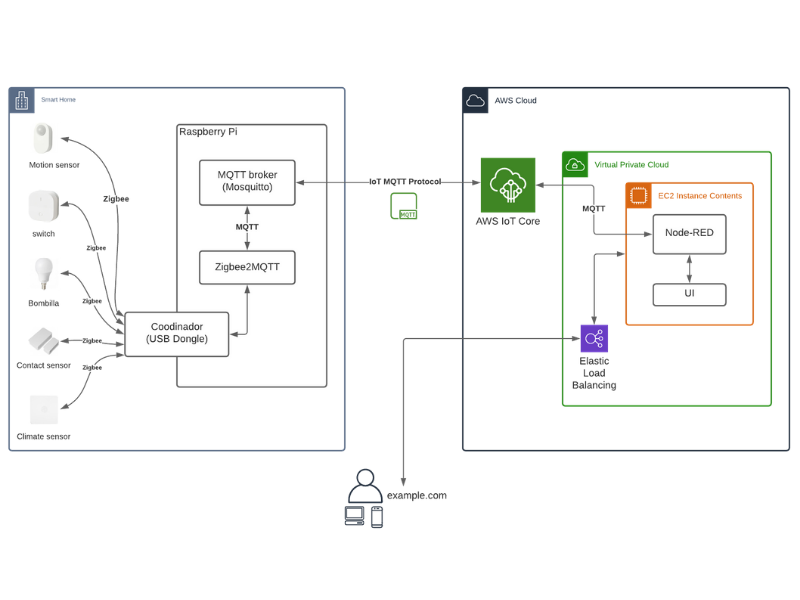 Smart Home
Motion sensor
Zigbee
switch
Zigbee
Bombilla
Zigbee
Contact sensor
Zigbee
Climate sensor
Zigbee
Raspberry Pi
MQTT broker
(Mosquitto)
MQTT
Zigbee2MQTT
Coodinador
(USB Dongle)
IoT MQTT Protocol
MQTT
AWS Cloud
AWS IoT Core
MQTT
Virtual Private Cloud
EC2 Instance Contents
Node-RED
UI
Elastic
Load
Balancing
example.com